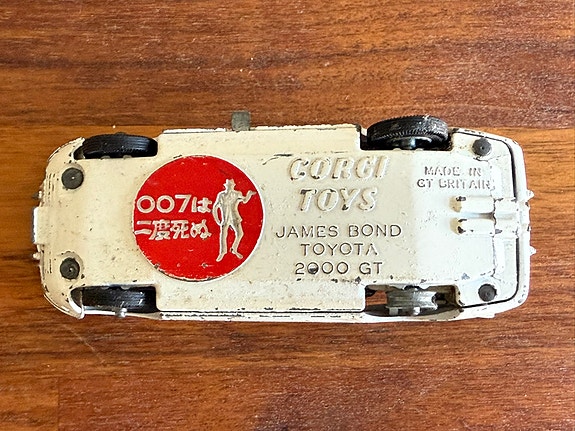 007は
二度死ぬ
CORGI
TOYS
JAMES BOND
TOYOTA
2000 GT
MADE IN
GT BRITAIN